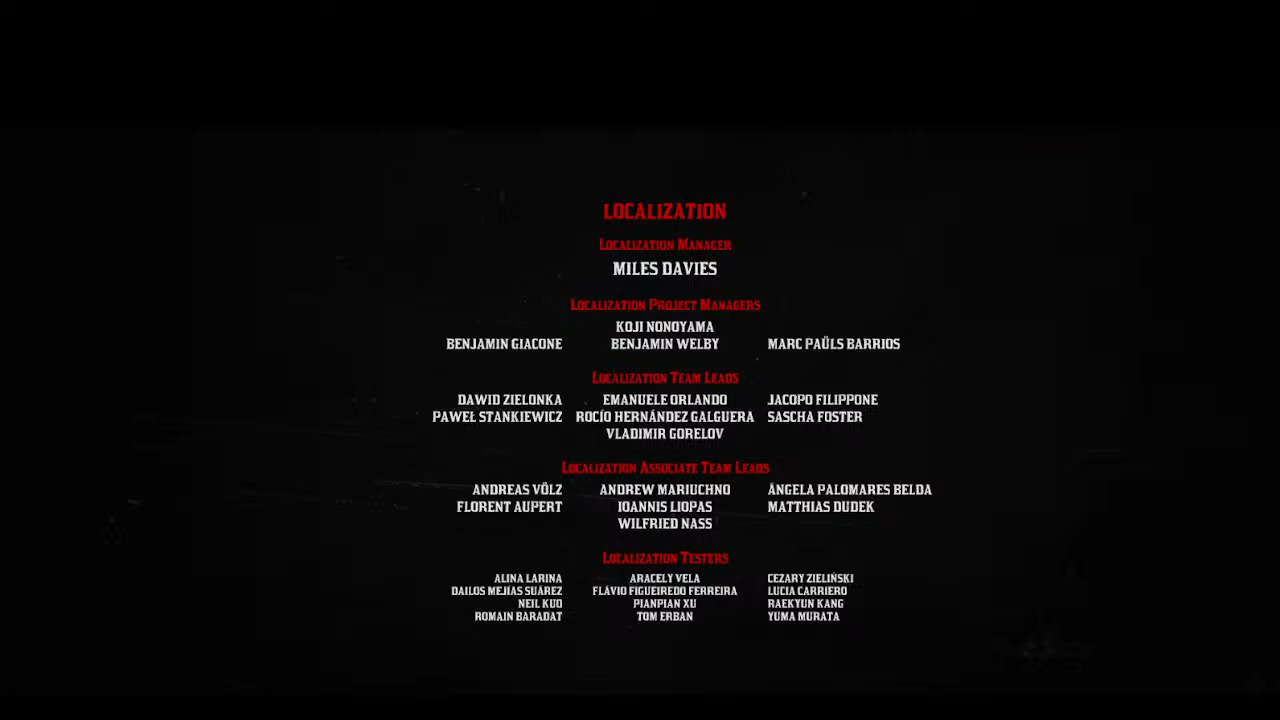 LOCALIZATION
LOCALIZATION MANAGER
MILES DAVIES
LOCALIZATION PROJECT MANAGERS
KOJI NONOYAMA
BENJAMIN GIACONE BENJAMIN WELBY MARC PAÜLS BARRIOS
LOCALIZATION TEAM LEADS
DAWID ZIELONKA EMANUELE ORLANDO JACOPO FILIPPONE
PAWEŁ STANKIEWICZ ROCÍO HERNÁNDEZ GALGUERA SASCHA FOSTER
VLADIMIR GORELOV
LOCALIZATION ASSOCIATE TEAM LEADS
ANDREAS VÖLZ ANDREW MARIUCHNO ÁNGELA PALOMARES BELDA
FLORENT AUPERT IOANNIS LIOPAS MATTHIAS DUDEK
WILFRIED NASS
LOCALIZATION TESTERS
ALINA LARINA ARACELY VELA CEZARY ZIELIŃSKI
DAILOS MEJÍAS SUÁREZ FLÁVIO FIGUEIREDO FERREIRA LUCIA CARRIERO
NEIL KUO PIANPIAN XU RAEKYUN KANG
ROMAIN BARADAT TOM ERBAN YUMA MURATA